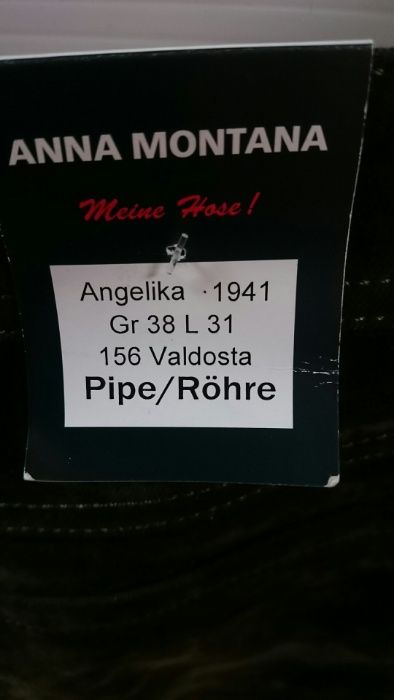 ANNA MONTANA
Meine Hose!
Angelika · 1941
Gr 38 L 31
156 Valdosta
Pipe/Röhre